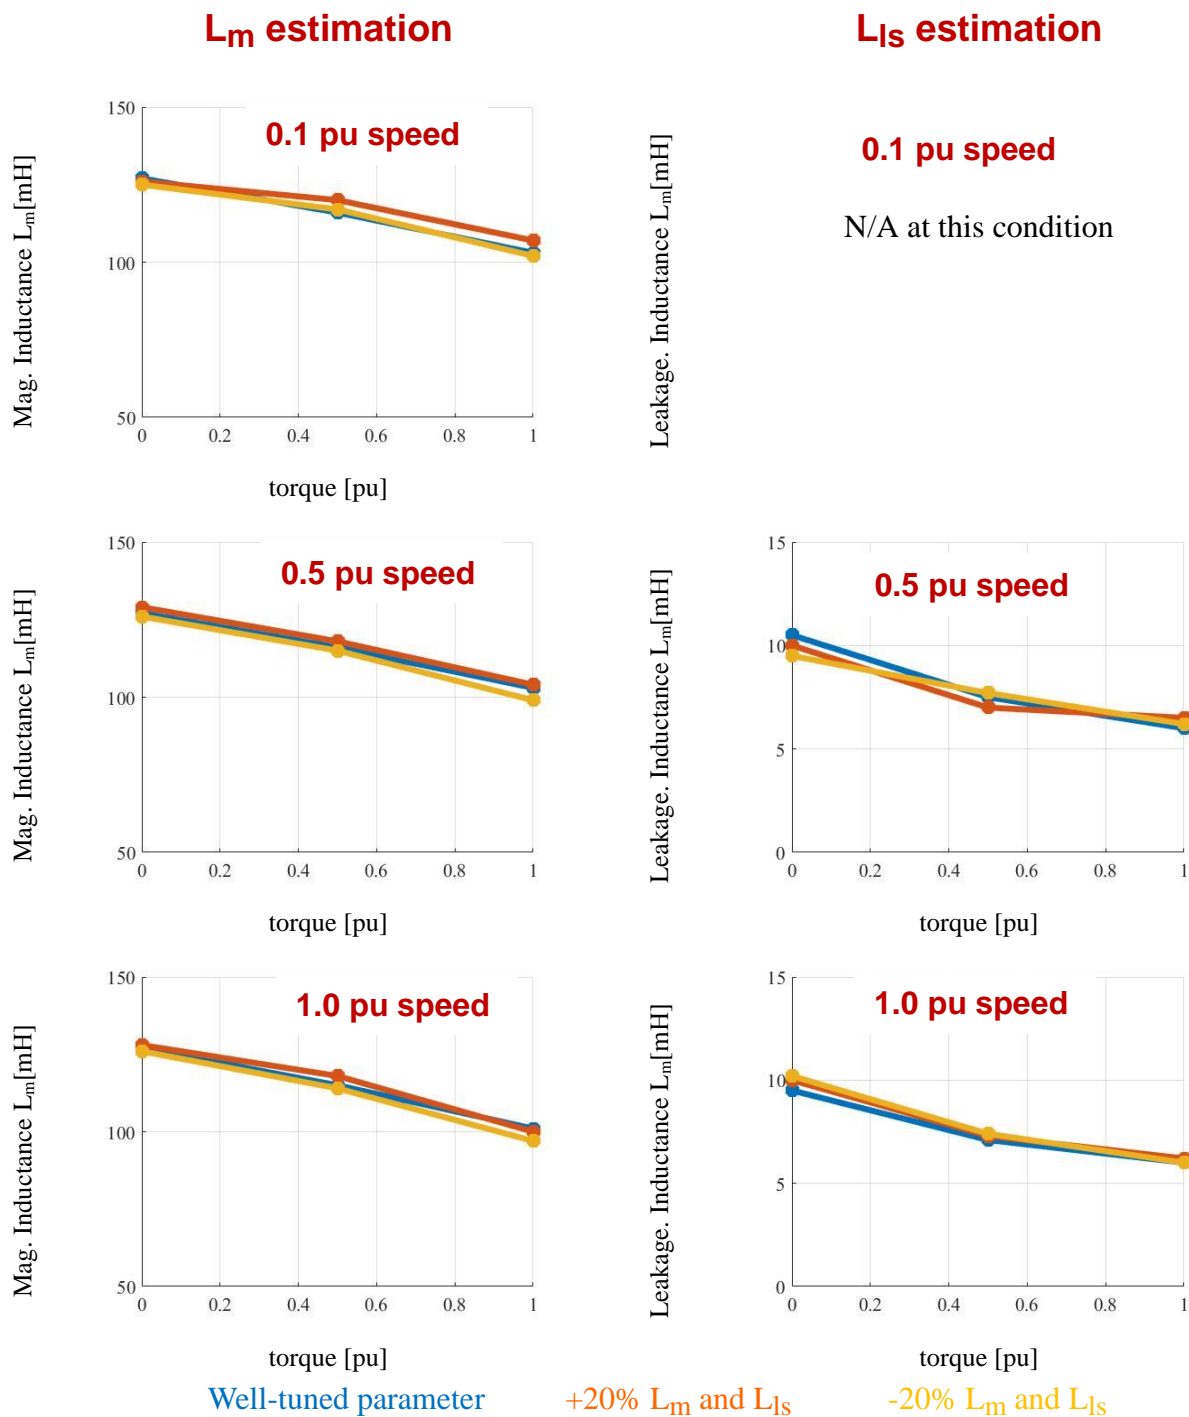 Lm estimation
Lls estimation
150
100
50
0 0.2 0.4 0.6 0.8 1
Mag. Inductance Lm[mH]
torque [pu]
0.1 pu speed
Leakage. Inductance Lm[mH]
0.1 pu speed
N/A at this condition
150
100
50
0 0.2 0.4 0.6 0.8 1
Mag. Inductance Lm[mH]
torque [pu]
0.5 pu speed
15
10
5
0
0 0.2 0.4 0.6 0.8 1
Leakage. Inductance Lm[mH]
torque [pu]
0.5 pu speed
150
100
50
0 0.2 0.4 0.6 0.8 1
Mag. Inductance Lm[mH]
torque [pu]
1.0 pu speed
15
10
5
0
0 0.2 0.4 0.6 0.8 1
Leakage. Inductance Lm[mH]
torque [pu]
1.0 pu speed
Well-tuned parameter
+20% Lm and Lls
-20% Lm and Lls